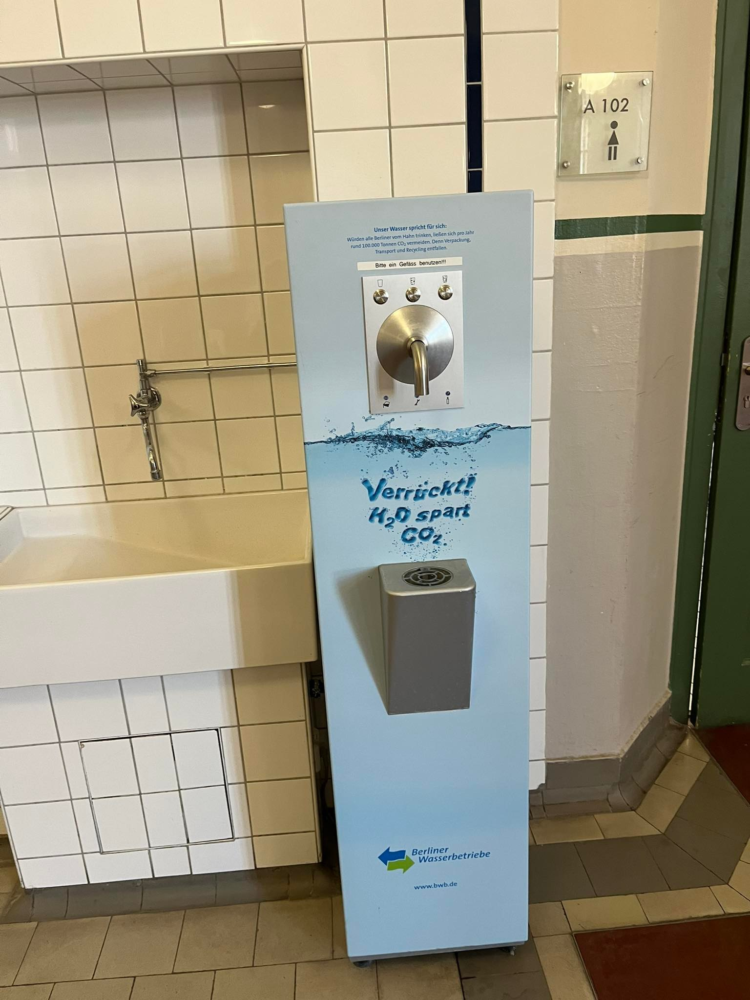 A 102
Unser Wasser spricht für sich:
Würden alle Berliner vom Hahn trinken, ließen sich pro Jahr
rund 100.000 Tonnen CO₂ vermeiden. Denn Verpackung,
Transport und Recycling entfallen.
Bitte ein Gefäss benutzen!!!
Verrückt!
H₂O spart
CO₂.
Berliner
Wasserbetriebe
www.bwb.de